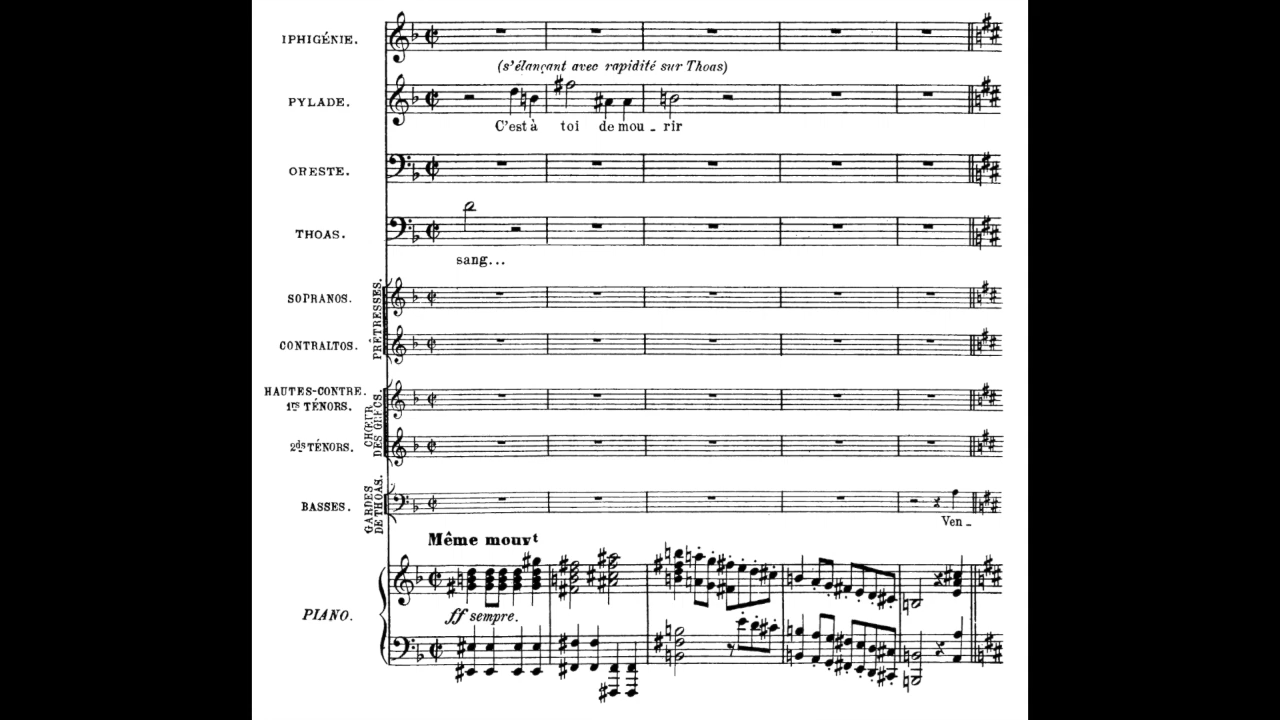 IPHIGÉNIE.
(s'élançant avec rapidité sur Thoas)
PYLADE.
C'est à toi de mou - rir
ORESTE.
THOAS.
sang...
PRÊTRESSES.
SOPRANOS.
CONTRALTOS.
CHŒUR
DES GRECS.
HAUTES-CONTRE.
1rs TÉNORS.
2ds TÉNORS.
GARDES
DE THOAS.
BASSES.
Ven -
Même mouvt
PIANO.
ff sempre.